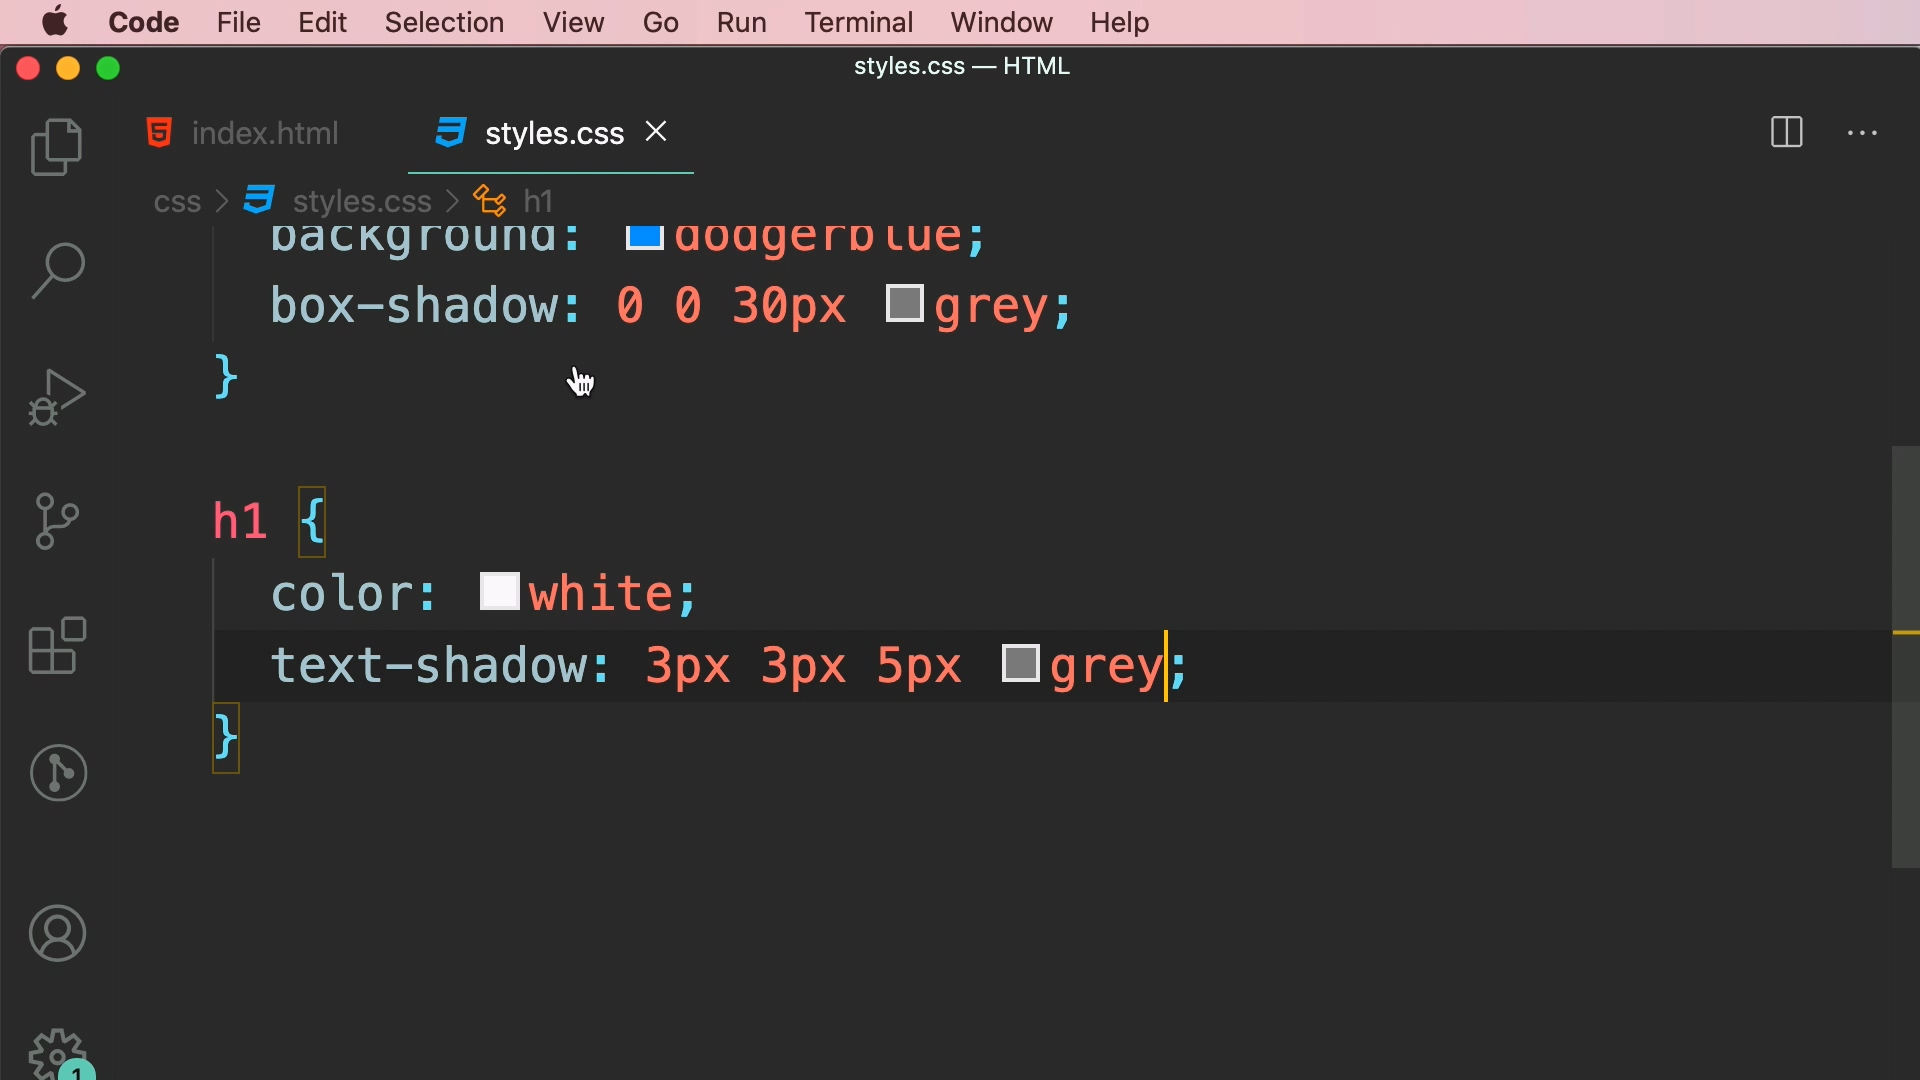 Code File Edit Selection View Go Run Terminal Window Help
styles.css — HTML
index.html styles.css
css > styles.css > h1
background: dodgerblue;
box-shadow: 0 0 30px grey;
}
h1 {
color: white;
text-shadow: 3px 3px 5px grey;
}
1